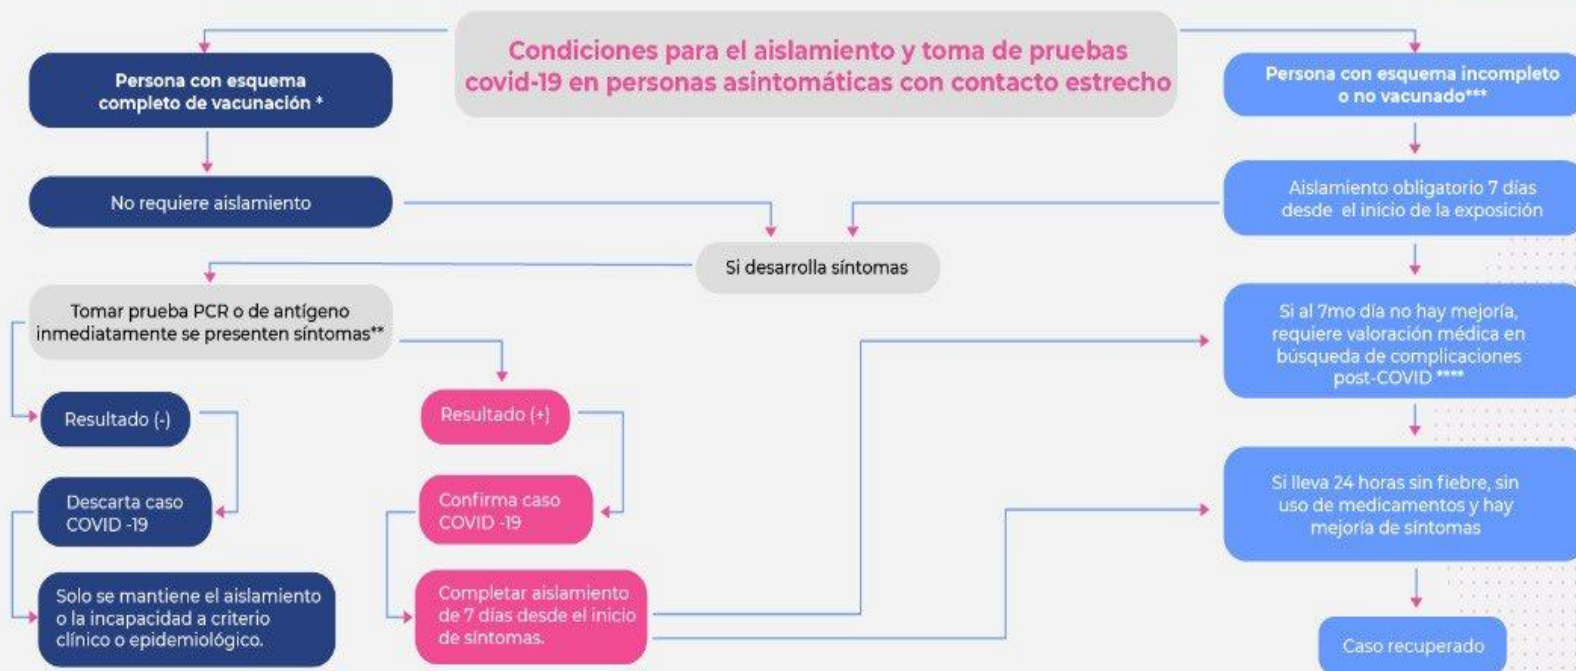 Condiciones para el aislamiento y toma de pruebas
covid-19 en personas asintomáticas con contacto estrecho
Persona con esquema
completo de vacunación *
No requiere aislamiento
Persona con esquema incompleto
o no vacunado***
Aislamiento obligatorio 7 días
desde el inicio de la exposición
Si desarrolla síntomas
Tomar prueba PCR o de antígeno
inmediatamente se presenten síntomas**
Resultado (-)
Descarta caso
COVID -19
Solo se mantiene el aislamiento
o la incapacidad a criterio
clínico o epidemiológico.
Resultado (+)
Confirma caso
COVID -19
Completar aislamiento
de 7 días desde el inicio
de síntomas.
Si al 7mo día no hay mejoría,
requiere valoración médica en
búsqueda de complicaciones
post-COVID ****
Si lleva 24 horas sin fiebre, sin
uso de medicamentos y hay
mejoría de síntomas
Caso recuperado